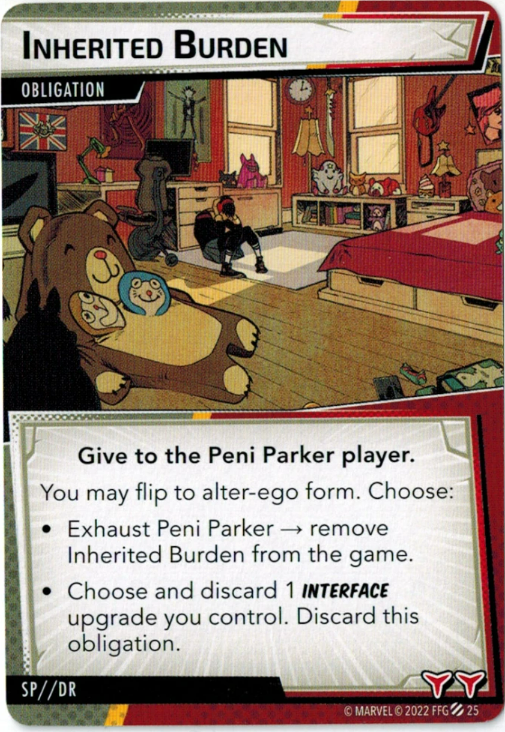 INHERITED BURDEN
OBLIGATION
Give to the Peni Parker player.
You may flip to alter-ego form. Choose:
• Exhaust Peni Parker → remove
Inherited Burden from the game.
• Choose and discard 1 INTERFACE
upgrade you control. Discard this
obligation.
SP//DR
© MARVEL © 2022 FFG 25